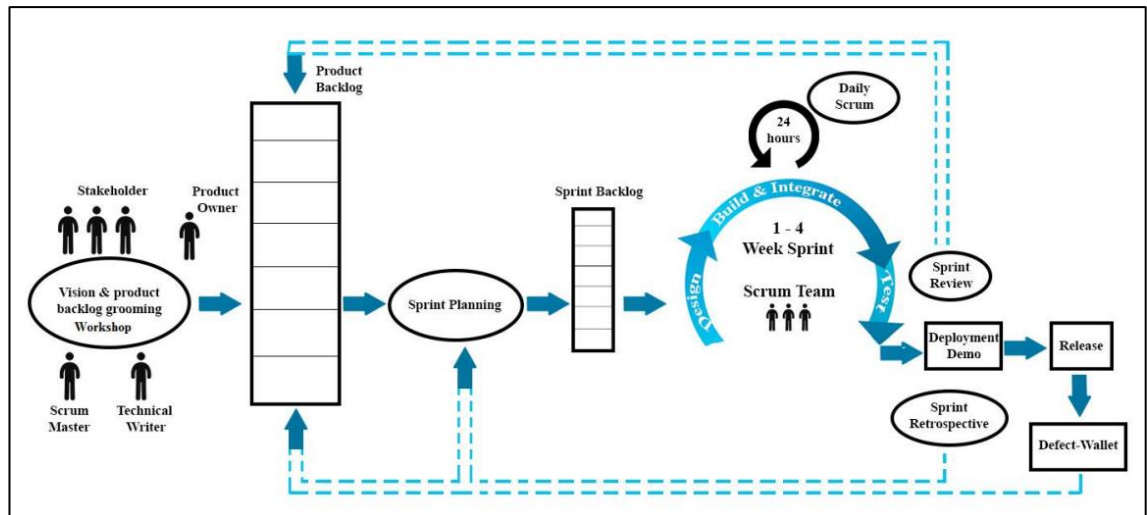 Product
Backlog
Daily
Scrum
24
hours
Stakeholder
Product
Owner
Sprint Backlog
Build & Integrate
1 - 4
Week Sprint
Vision & product
backlog grooming
Workshop
Sprint Planning
Scrum Team
Design
Test
Sprint
Review
Deployment
Demo
Release
Scrum
Master
Technical
Writer
Sprint
Retrospective
Defect-Wallet